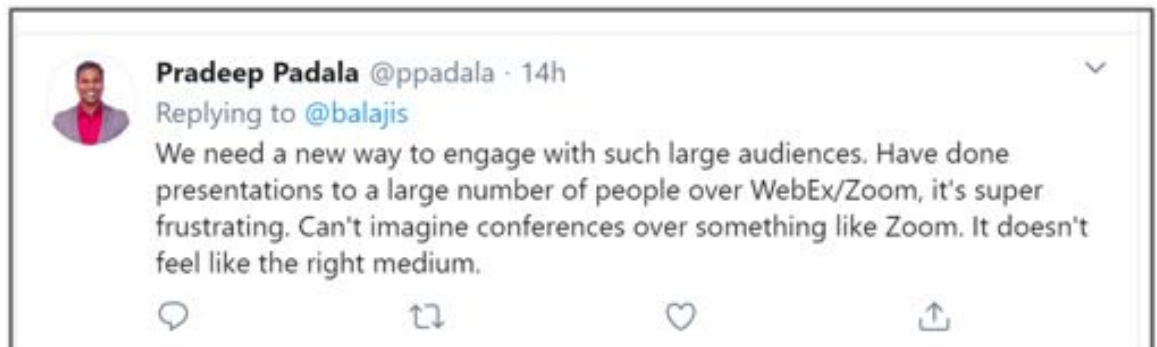 Pradeep Padala @ppadala · 14h
Replying to @balajis
We need a new way to engage with such large audiences. Have done
presentations to a large number of people over WebEx/Zoom, it's super
frustrating. Can't imagine conferences over something like Zoom. It doesn't
feel like the right medium.